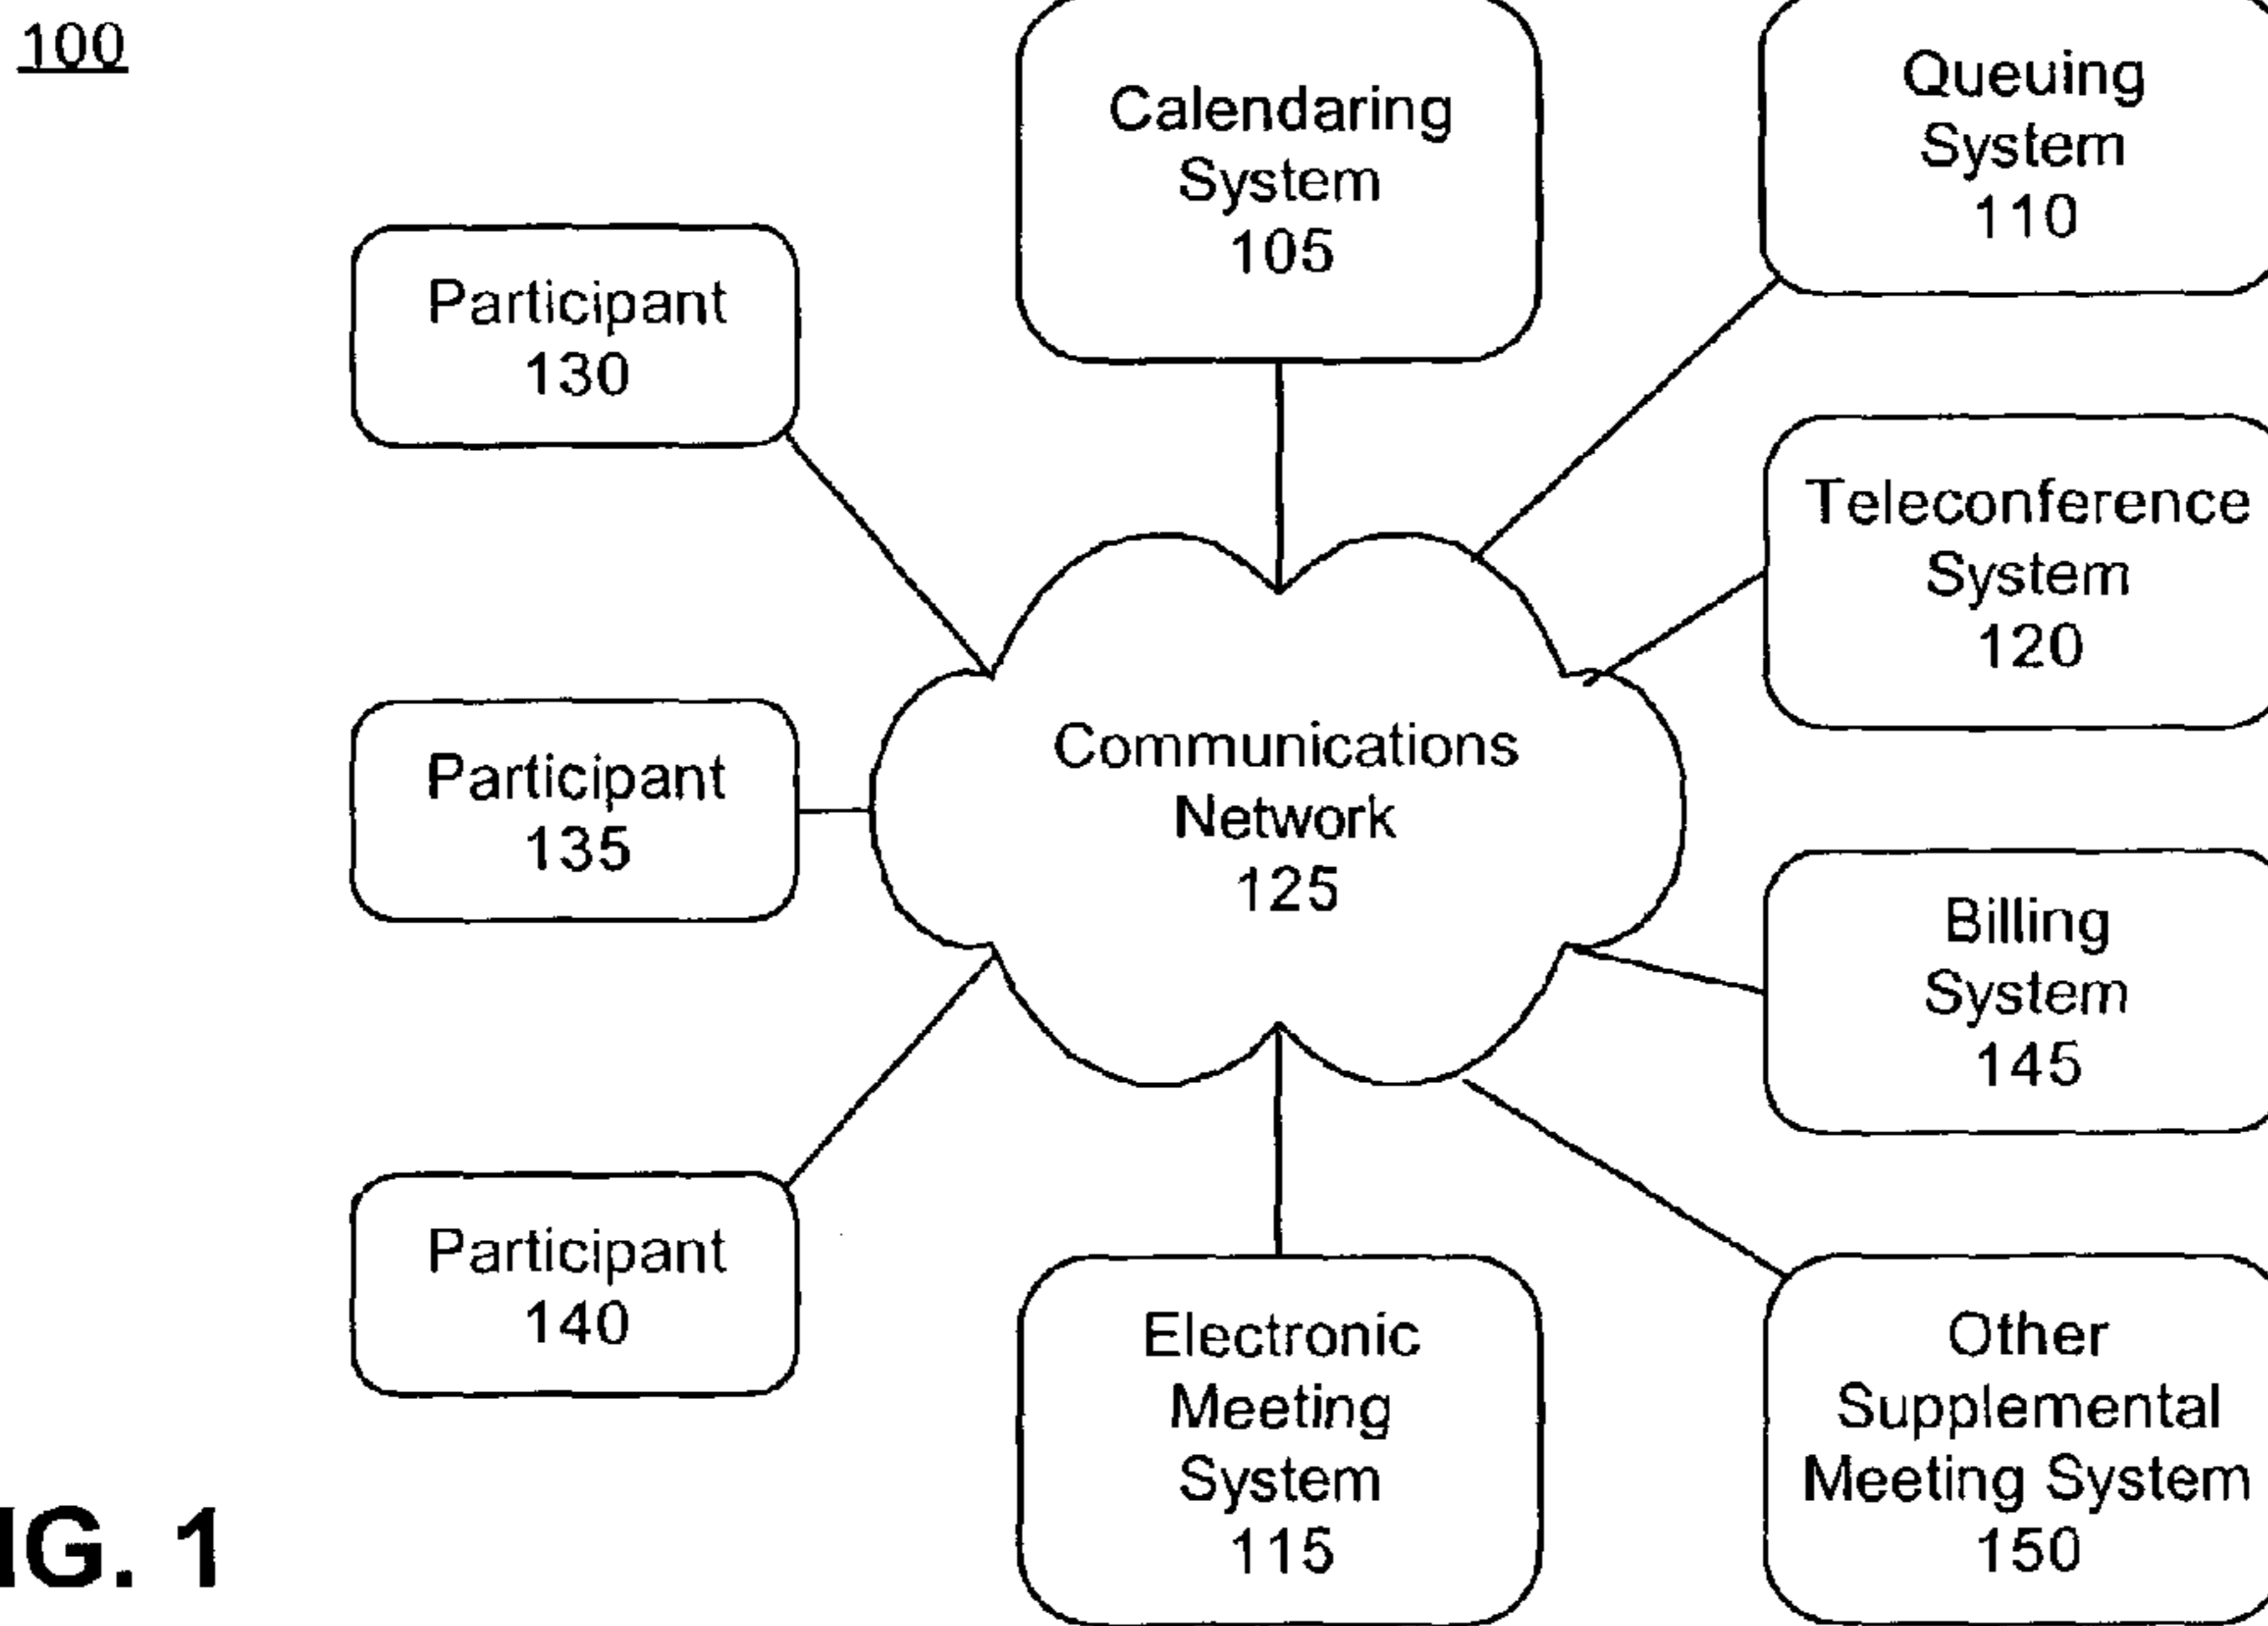 100
Calendaring
System
105
Queuing
System
110
Participant
130
Teleconference
System
120
Communications
Network
125
Participant
135
Billing
System
145
Participant
140
Electronic
Meeting
System
115
Other
Supplemental
Meeting System
150
IG. 1